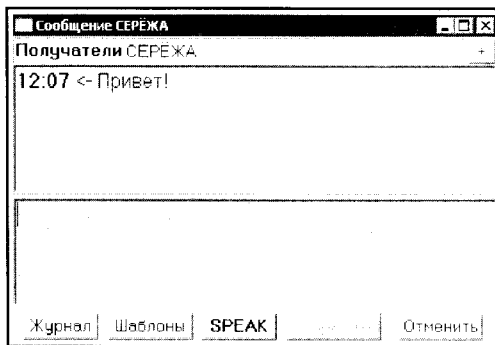 Сообщение СЕРЁЖА
Получатели СЕРЁЖА +
12:07 <- Привет!
Журнал Шаблоны SPEAK Отменить